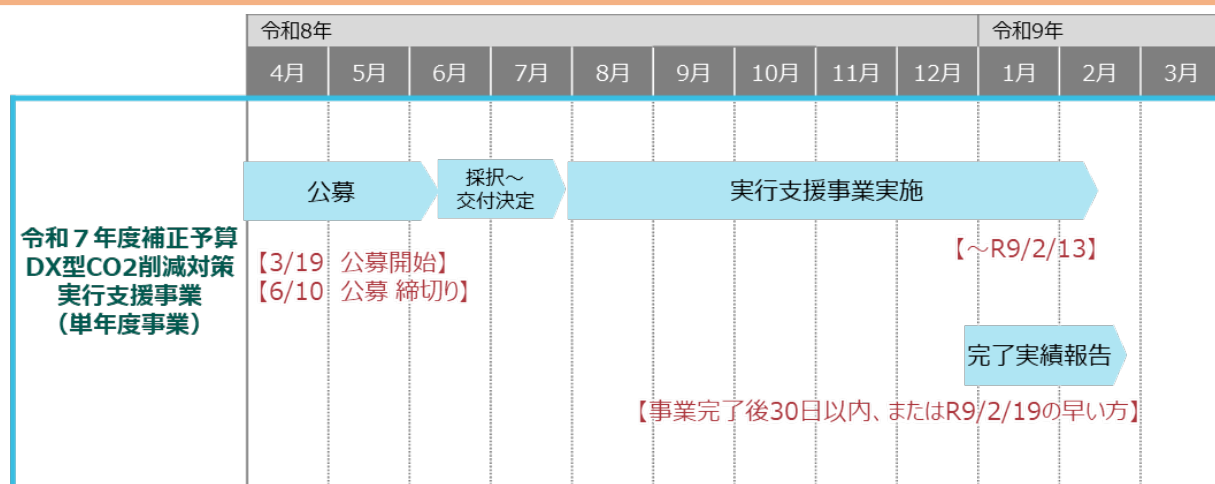 令和8年 令和9年
4月 5月 6月 7月 8月 9月 10月 11月 12月 1月 2月 3月
令和７年度補正予算
DX型CO2削減対策
実行支援事業
（単年度事業）
公募
採択～
交付決定
実行支援事業実施
【3/19 公募開始】
【6/10 公募 締切り】
【～R9/2/13】
完了実績報告
【事業完了後30日以内、またはR9/2/19の早い方】